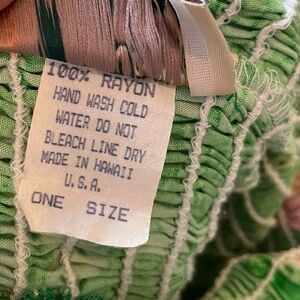 100% RAYON
HAND WASH COLD
WATER DO NOT
BLEACH LINE DRY
MADE IN HAWAII
U.S.A.
ONE SIZE